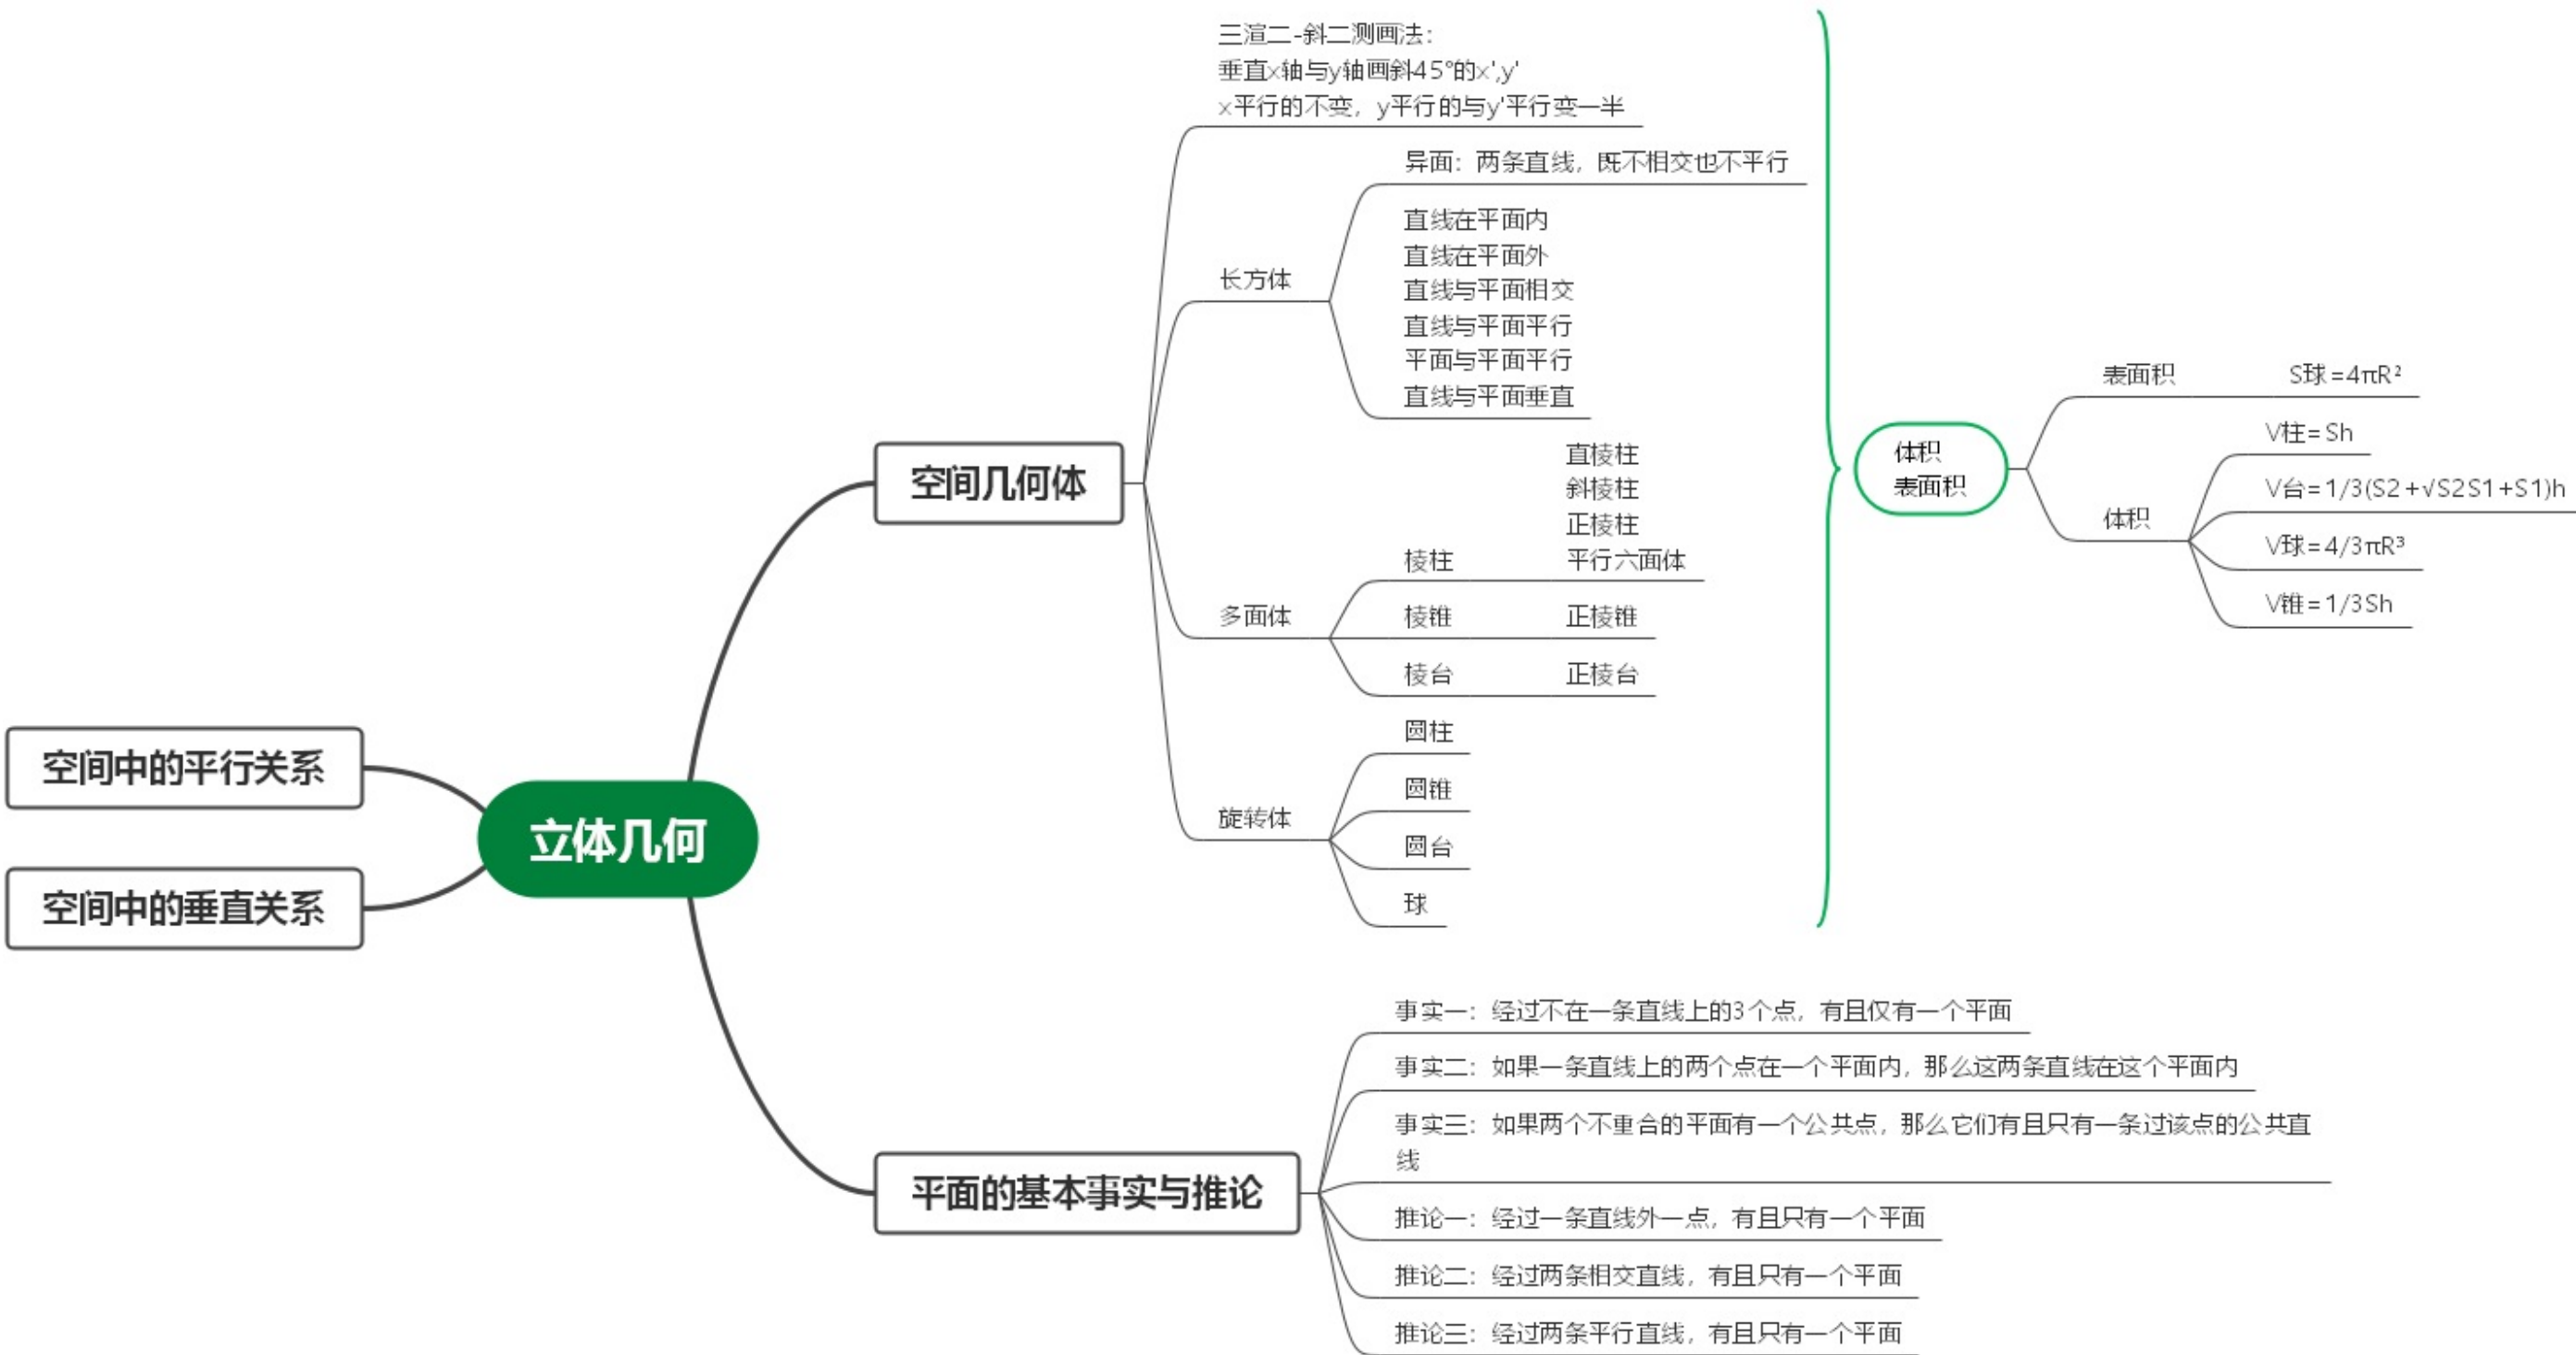 三渲二-斜二测画法：
垂直x轴与y轴画斜45°的x',y'
x平行的不变，y平行的与y'平行变一半
异面：两条直线，既不相交也不平行
长方体
直线在平面内
直线在平面外
直线与平面相交
直线与平面平行
平面与平面平行
直线与平面垂直
空间几何体
多面体
棱柱
直棱柱
斜棱柱
正棱柱
平行六面体
棱锥
正棱锥
棱台
正棱台
旋转体
圆柱
圆锥
圆台
球
体积
表面积
表面积
S球=4πR²
体积
V柱=Sh
V台=1/3(S2+√S2S1+S1)h
V球=4/3πR³
V锥=1/3Sh
空间中的平行关系
立体几何
空间中的垂直关系
平面的基本事实与推论
事实一：经过不在一条直线上的3个点，有且仅有一个平面
事实二：如果一条直线上的两个点在一个平面内，那么这两条直线在这个平面内
事实三：如果两个不重合的平面有一个公共点，那么它们有且只有一条过该点的公共直
线
推论一：经过一条直线外一点，有且只有一个平面
推论二：经过两条相交直线，有且只有一个平面
推论三：经过两条平行直线，有且只有一个平面